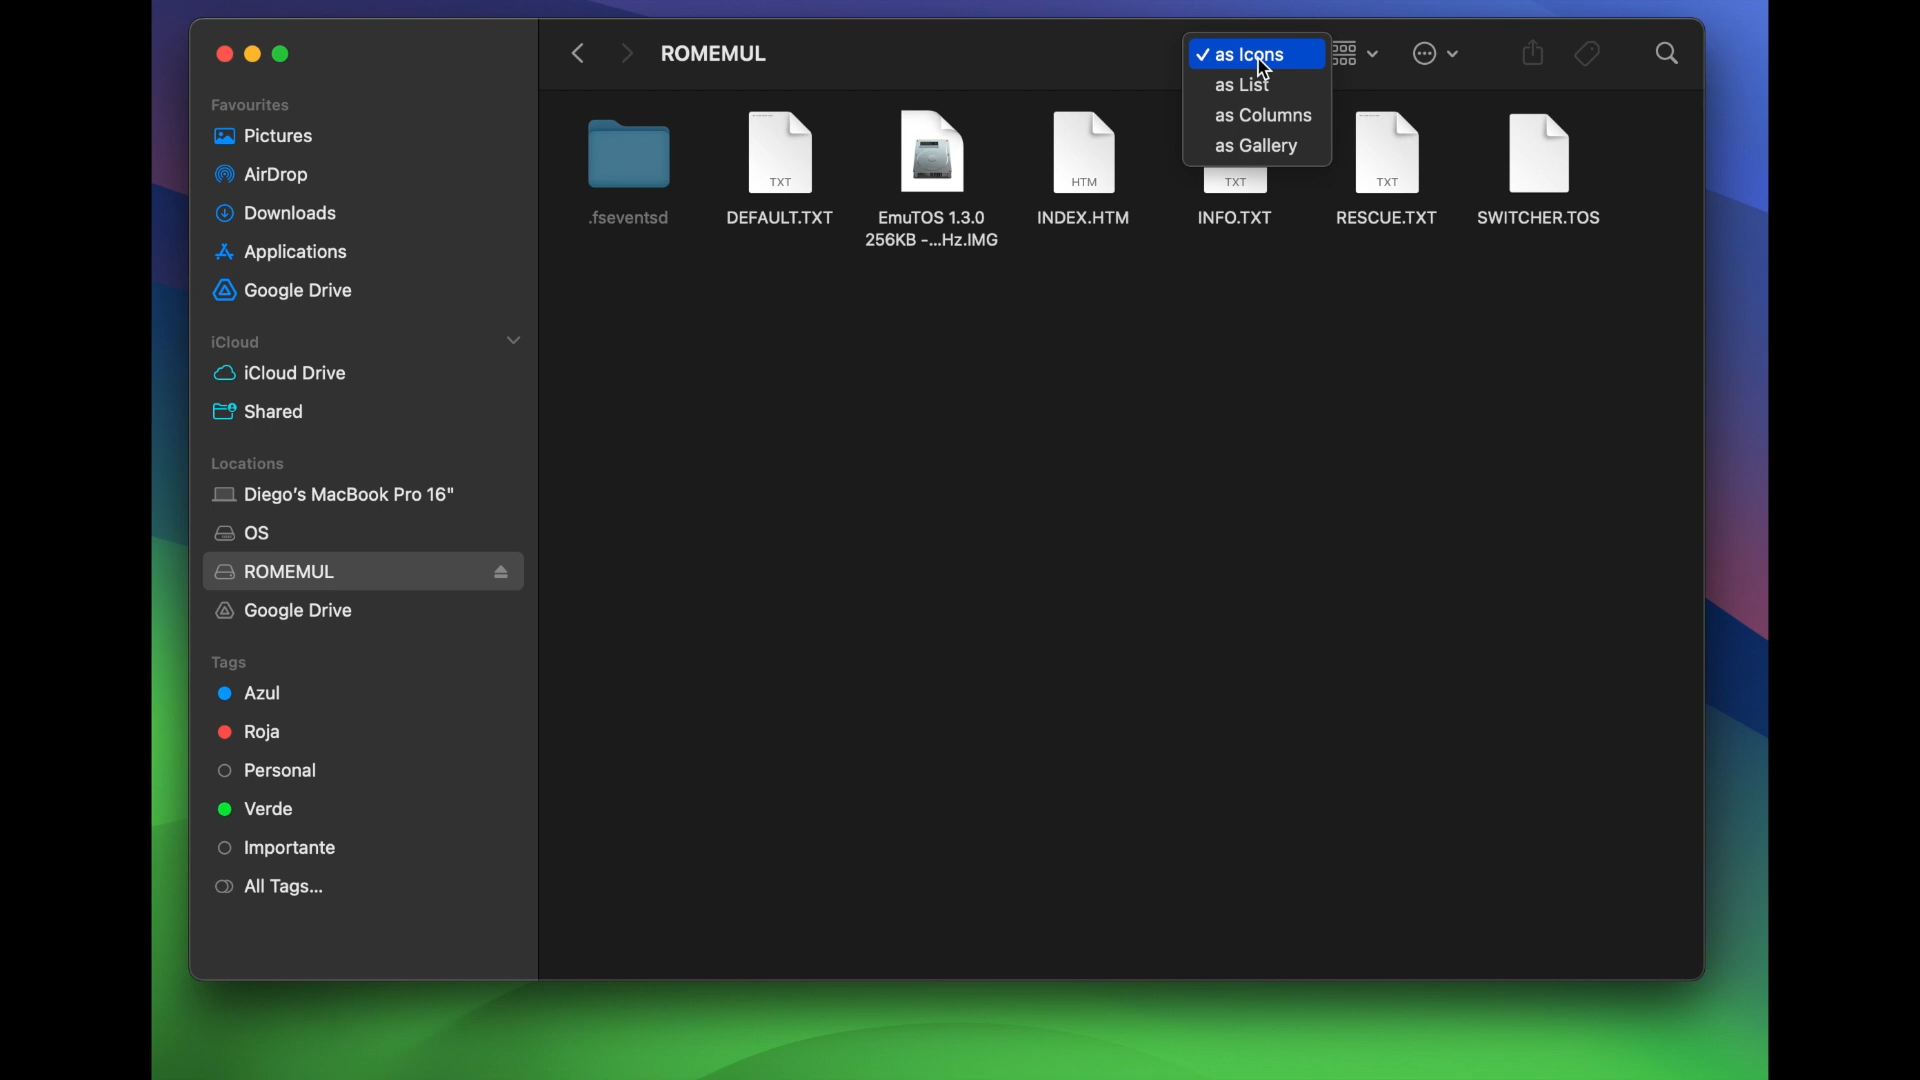 ROMEMUL
✓ as Icons
as List
as Columns
as Gallery
Favourites
Pictures
AirDrop
Downloads
Applications
Google Drive
iCloud
iCloud Drive
Shared
Locations
Diego's MacBook Pro 16"
OS
ROMEMUL
Google Drive
Tags
Azul
Roja
Personal
Verde
Importante
All Tags...
TXT
HTM
TXT
TXT
.fseventsd
DEFAULT.TXT
EmuTOS 1.3.0
256KB -...Hz.IMG
INDEX.HTM
INFO.TXT
RESCUE.TXT
SWITCHER.TOS